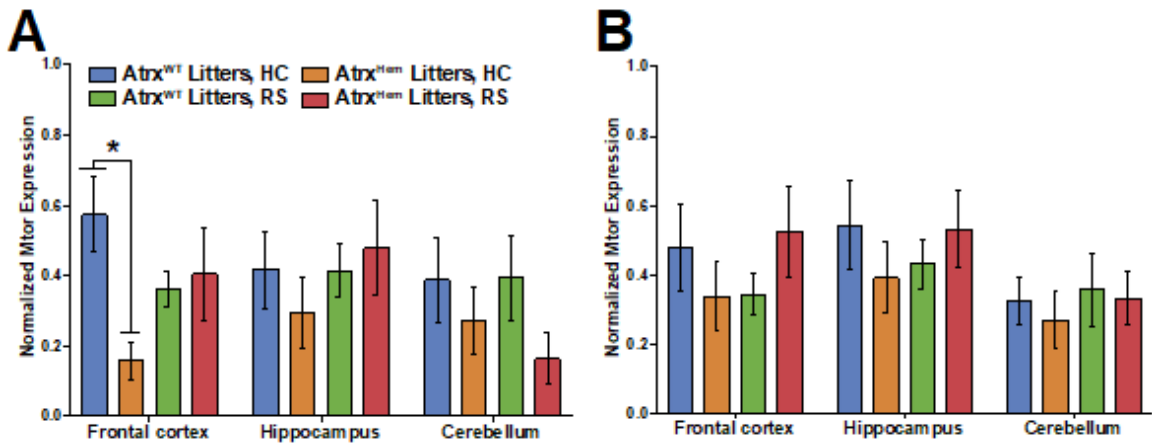 A
B
Normalized Mtor Expression
1.0
0.8
0.6
0.4
0.2
0.0
Atrx^WT Litters, HC
Atrx^Hem Litters, HC
Atrx^WT Litters, RS
Atrx^Hem Litters, RS
*
Frontal cortex
Hippocampus
Cerebellum
Normalized Mtor Expression
1.0
0.8
0.6
0.4
0.2
0.0
Frontal cortex
Hippocampus
Cerebellum